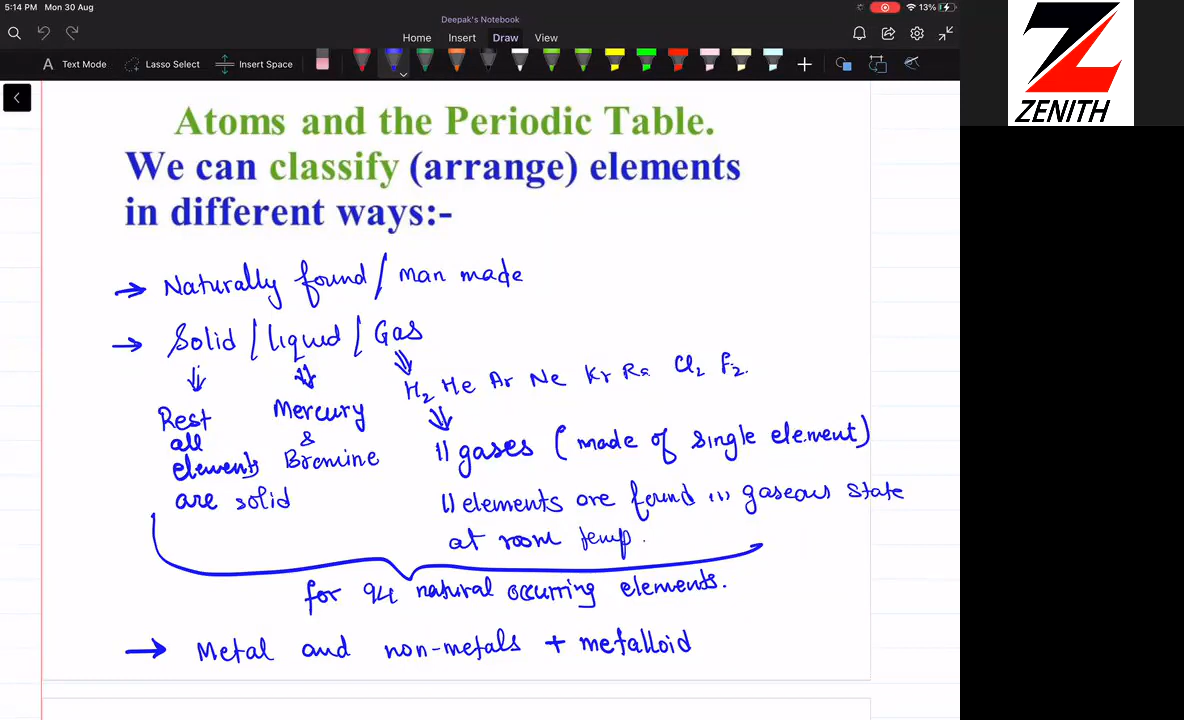 5:14 PM Mon 30 Aug
13%
Deepak's Notebook
Home Insert Draw View
Text Mode Lasso Select Insert Space
ZENITH
Atoms and the Periodic Table.
We can classify (arrange) elements
in different ways:-
→ Naturally found / man made
→ Solid / Liquid / Gas
H₂ He Ar Ne Kr Cl₂ F₂.
Rest all elements are solid
Mercury & Bromine
11 gases (made of single element)
11 elements are found in gaseous state
at room temp.
for 94 natural occurring elements.
→ Metal and non-metals + metalloid